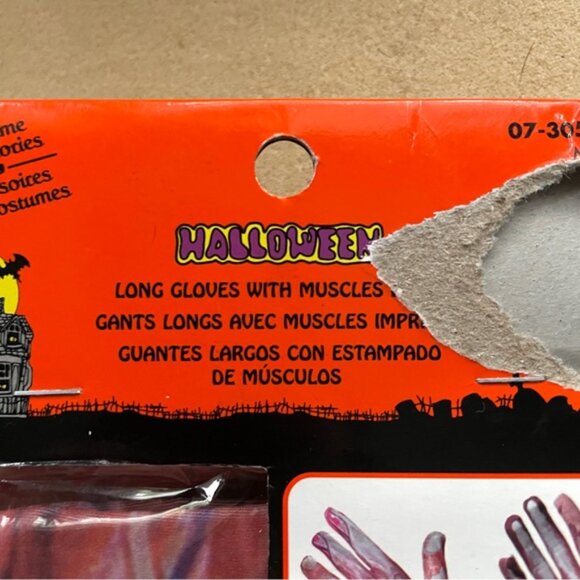 HALLOWEEN
LONG GLOVES WITH MUSCLES
GANTS LONGS AVEC MUSCLES
GUANTES LARGOS CON ESTAMPADO
DE MÚSCULOS